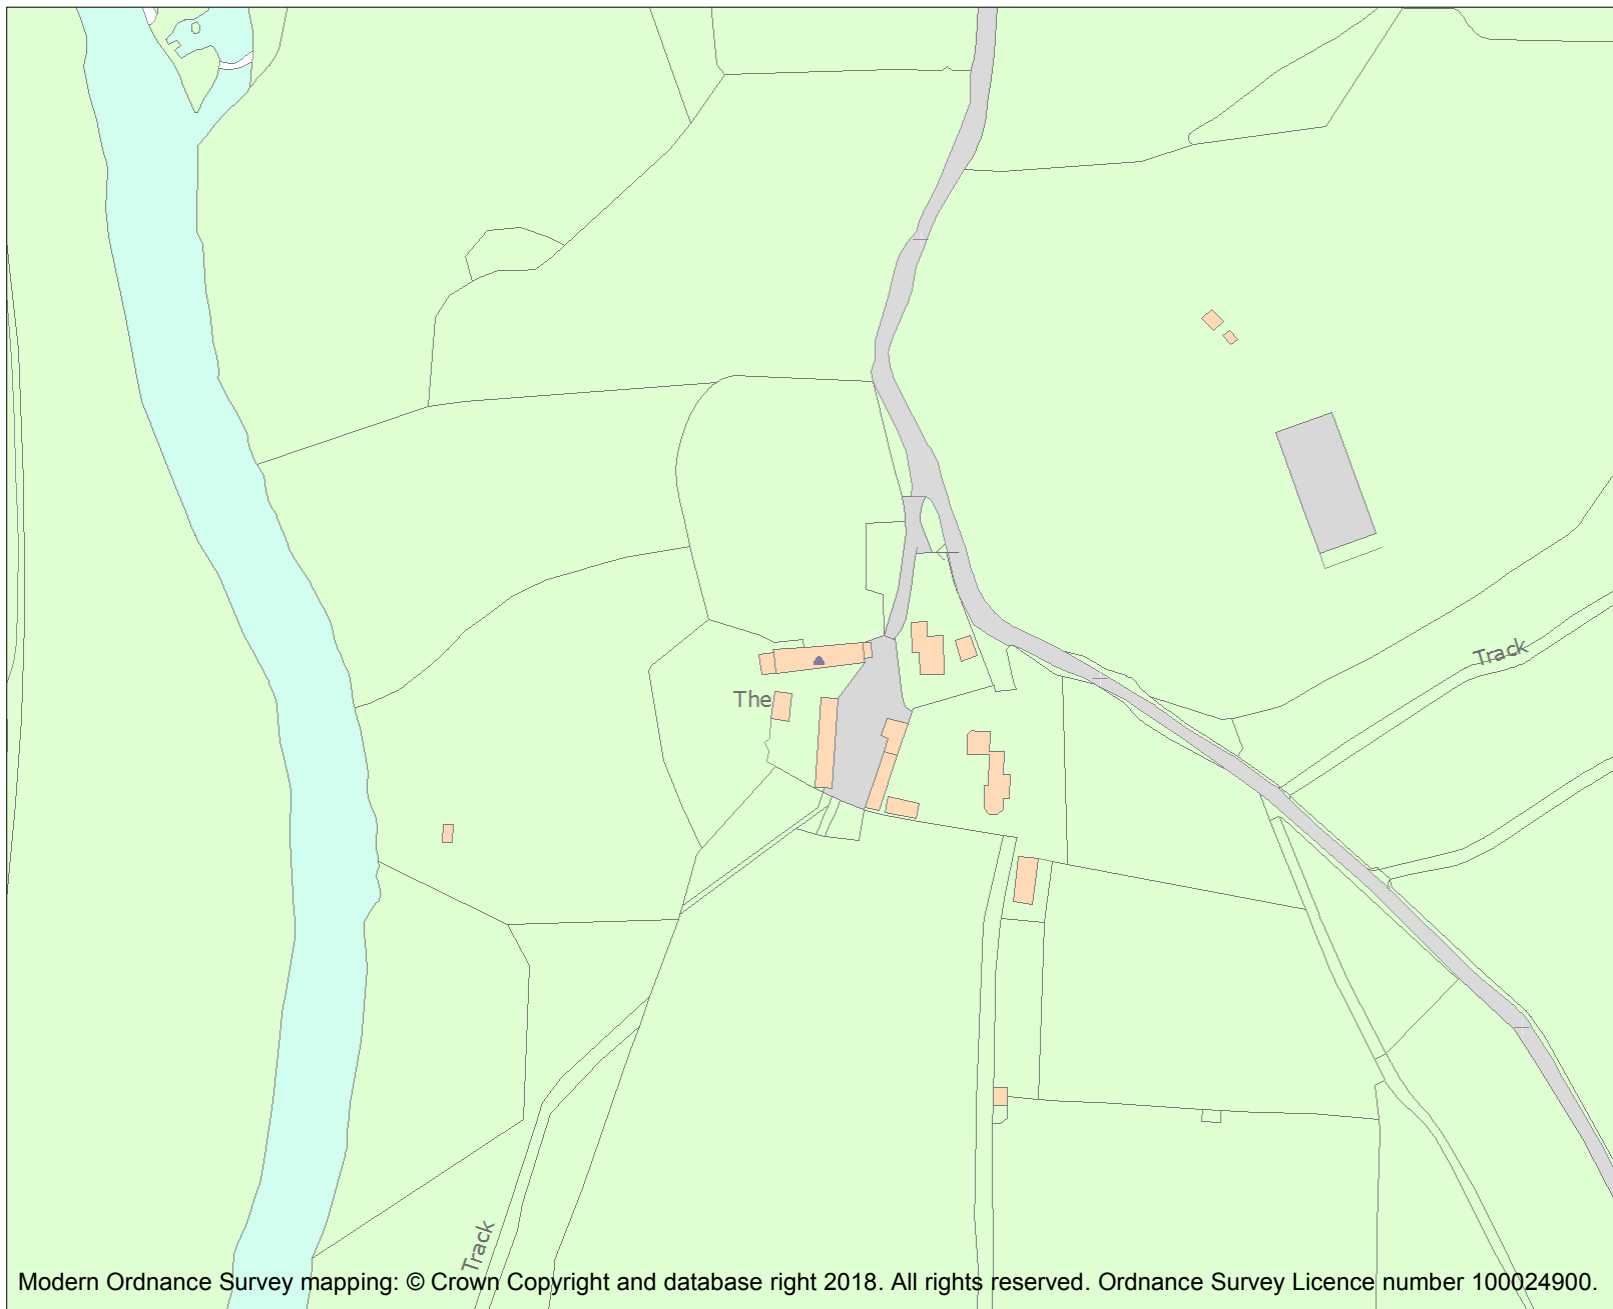 Track
The
Track
Modern Ordnance Survey mapping: © Crown Copyright and database right 2018. All rights reserved. Ordnance Survey Licence number 100024900.